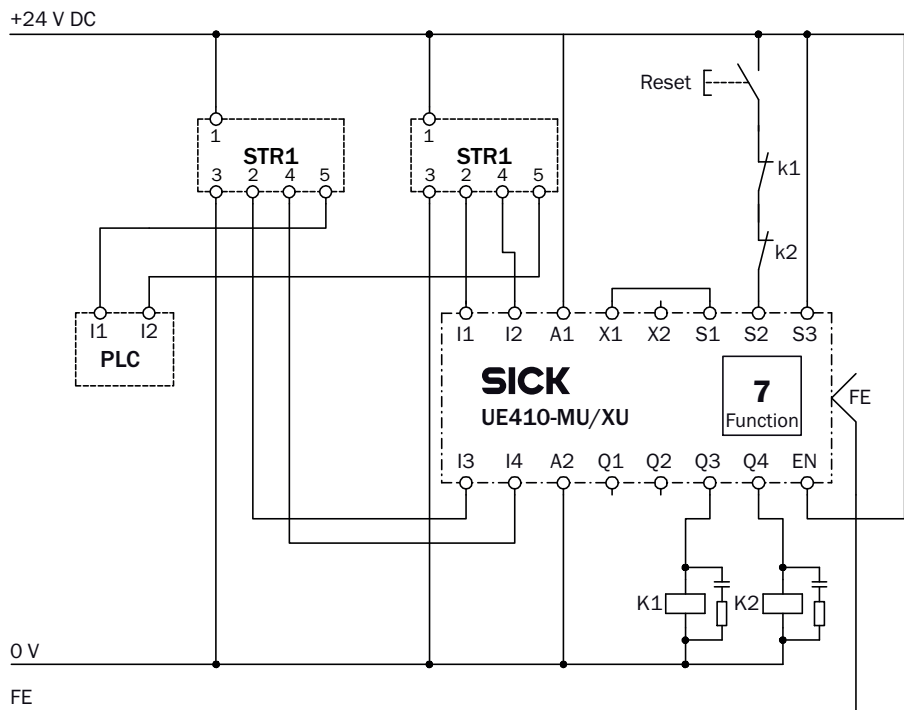 +24 V DC
Reset
1 1
STR1 STR1
3 2 4 5 3 2 4 5
k1
k2
I1 I2
PLC
I1 I2 A1 X1 X2 S1 S2 S3
SICK
UE410-MU/XU
7
Function
FE
I3 I4 A2 Q1 Q2 Q3 Q4 EN
K1 K2
0 V
FE